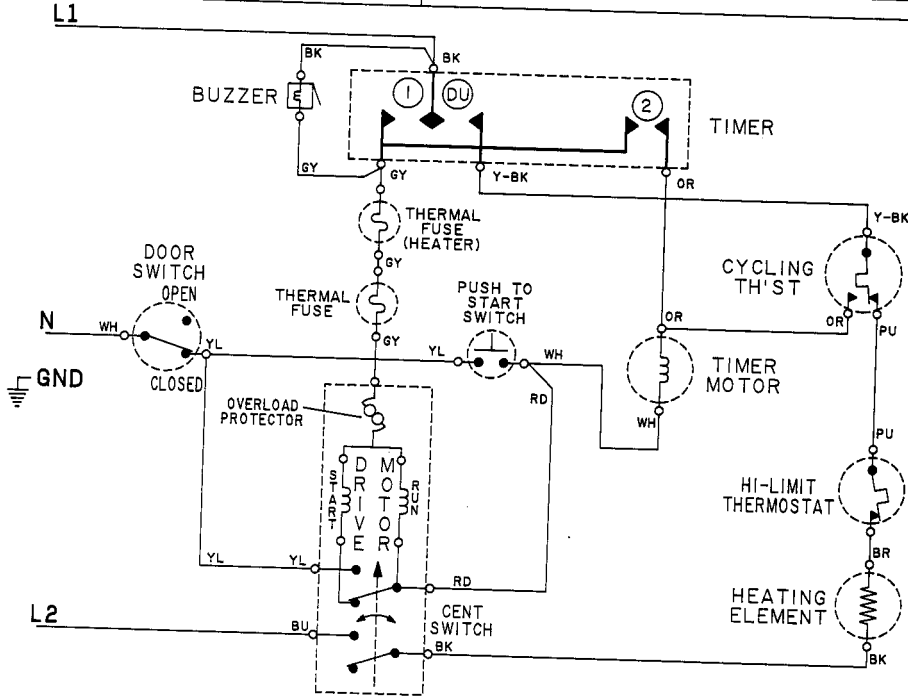 L1
BK
BK
BUZZER
1
DU
2
TIMER
GY
GY
Y-BK
OR
THERMAL
FUSE
(HEATER)
Y-BK
DOOR
SWITCH
OPEN
GY
CYCLING
TH'ST
THERMAL
FUSE
PUSH TO
START
SWITCH
N
WH
YL
GY
YL
WH
OR
OR
PU
GND
CLOSED
TIMER
MOTOR
RD
OVERLOAD
PROTECTOR
WH
PU
START
DRIVE
MOTOR
RUN
HI-LIMIT
THERMOSTAT
BR
YL
YL
RD
HEATING
ELEMENT
L2
BU
CENT
SWITCH
BK
BK